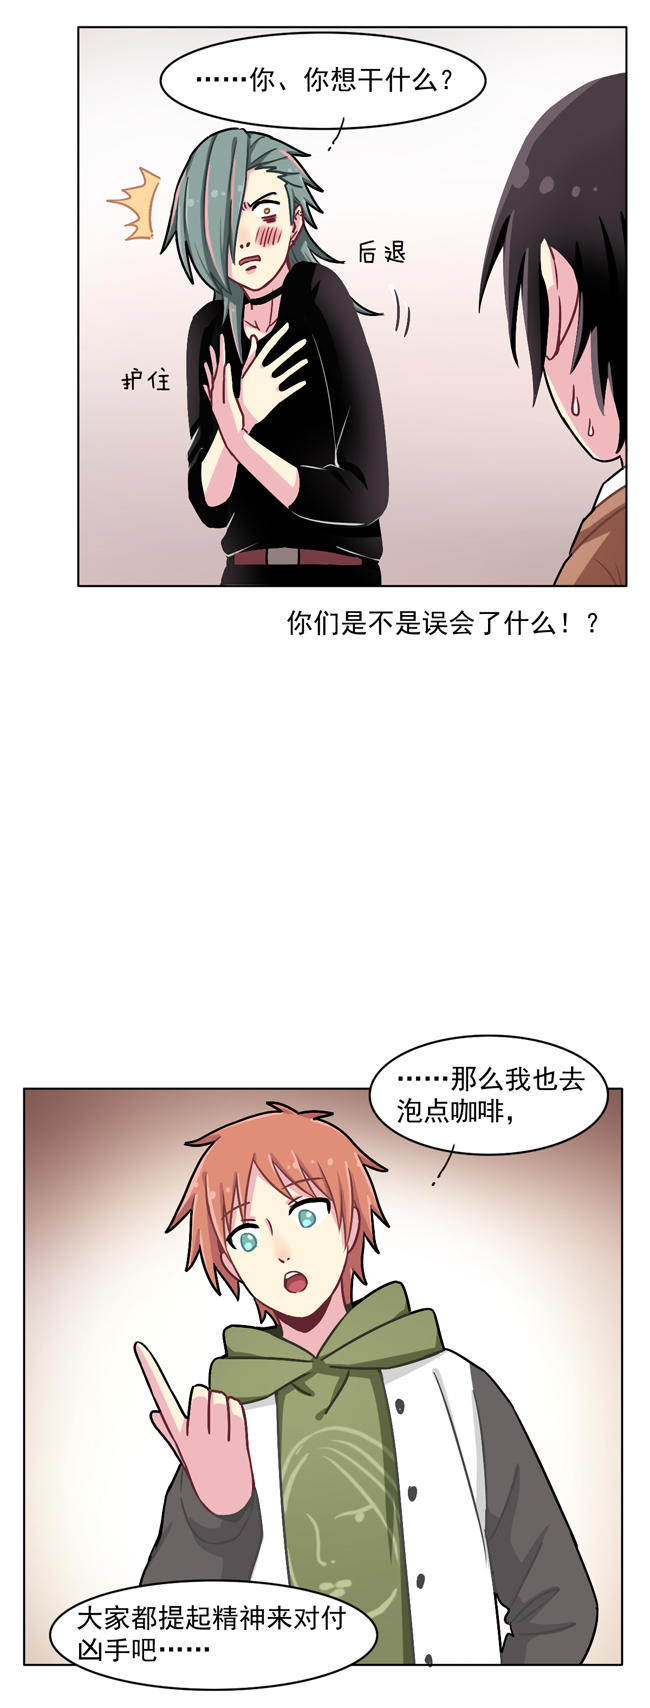 ……你、你想干什么？
后退
护住
你们是不是误会了什么！？
……那么我也去
泡点咖啡，
大家都提起精神来对付
凶手吧……